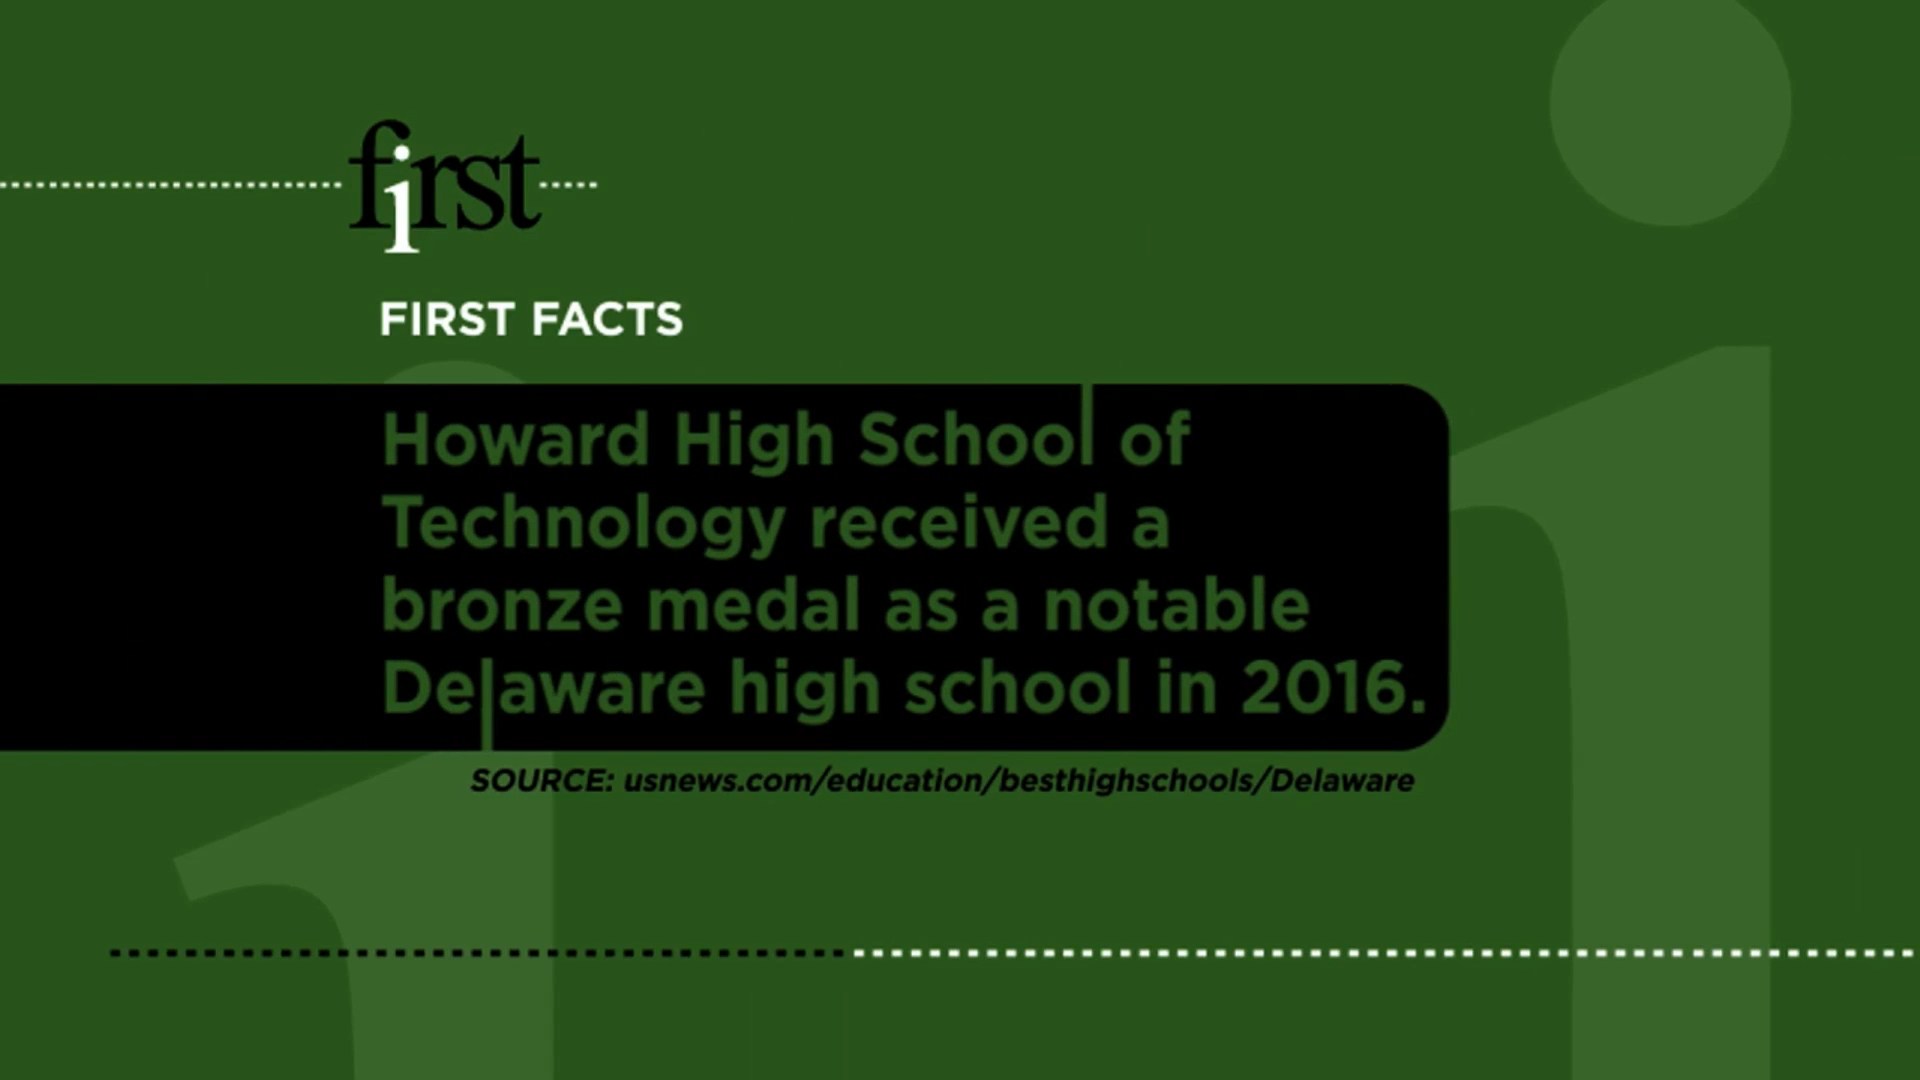 first
FIRST FACTS
Howard High School of
Technology received a
bronze medal as a notable
Delaware high school in 2016.
SOURCE: usnews.com/education/besthighschools/Delaware